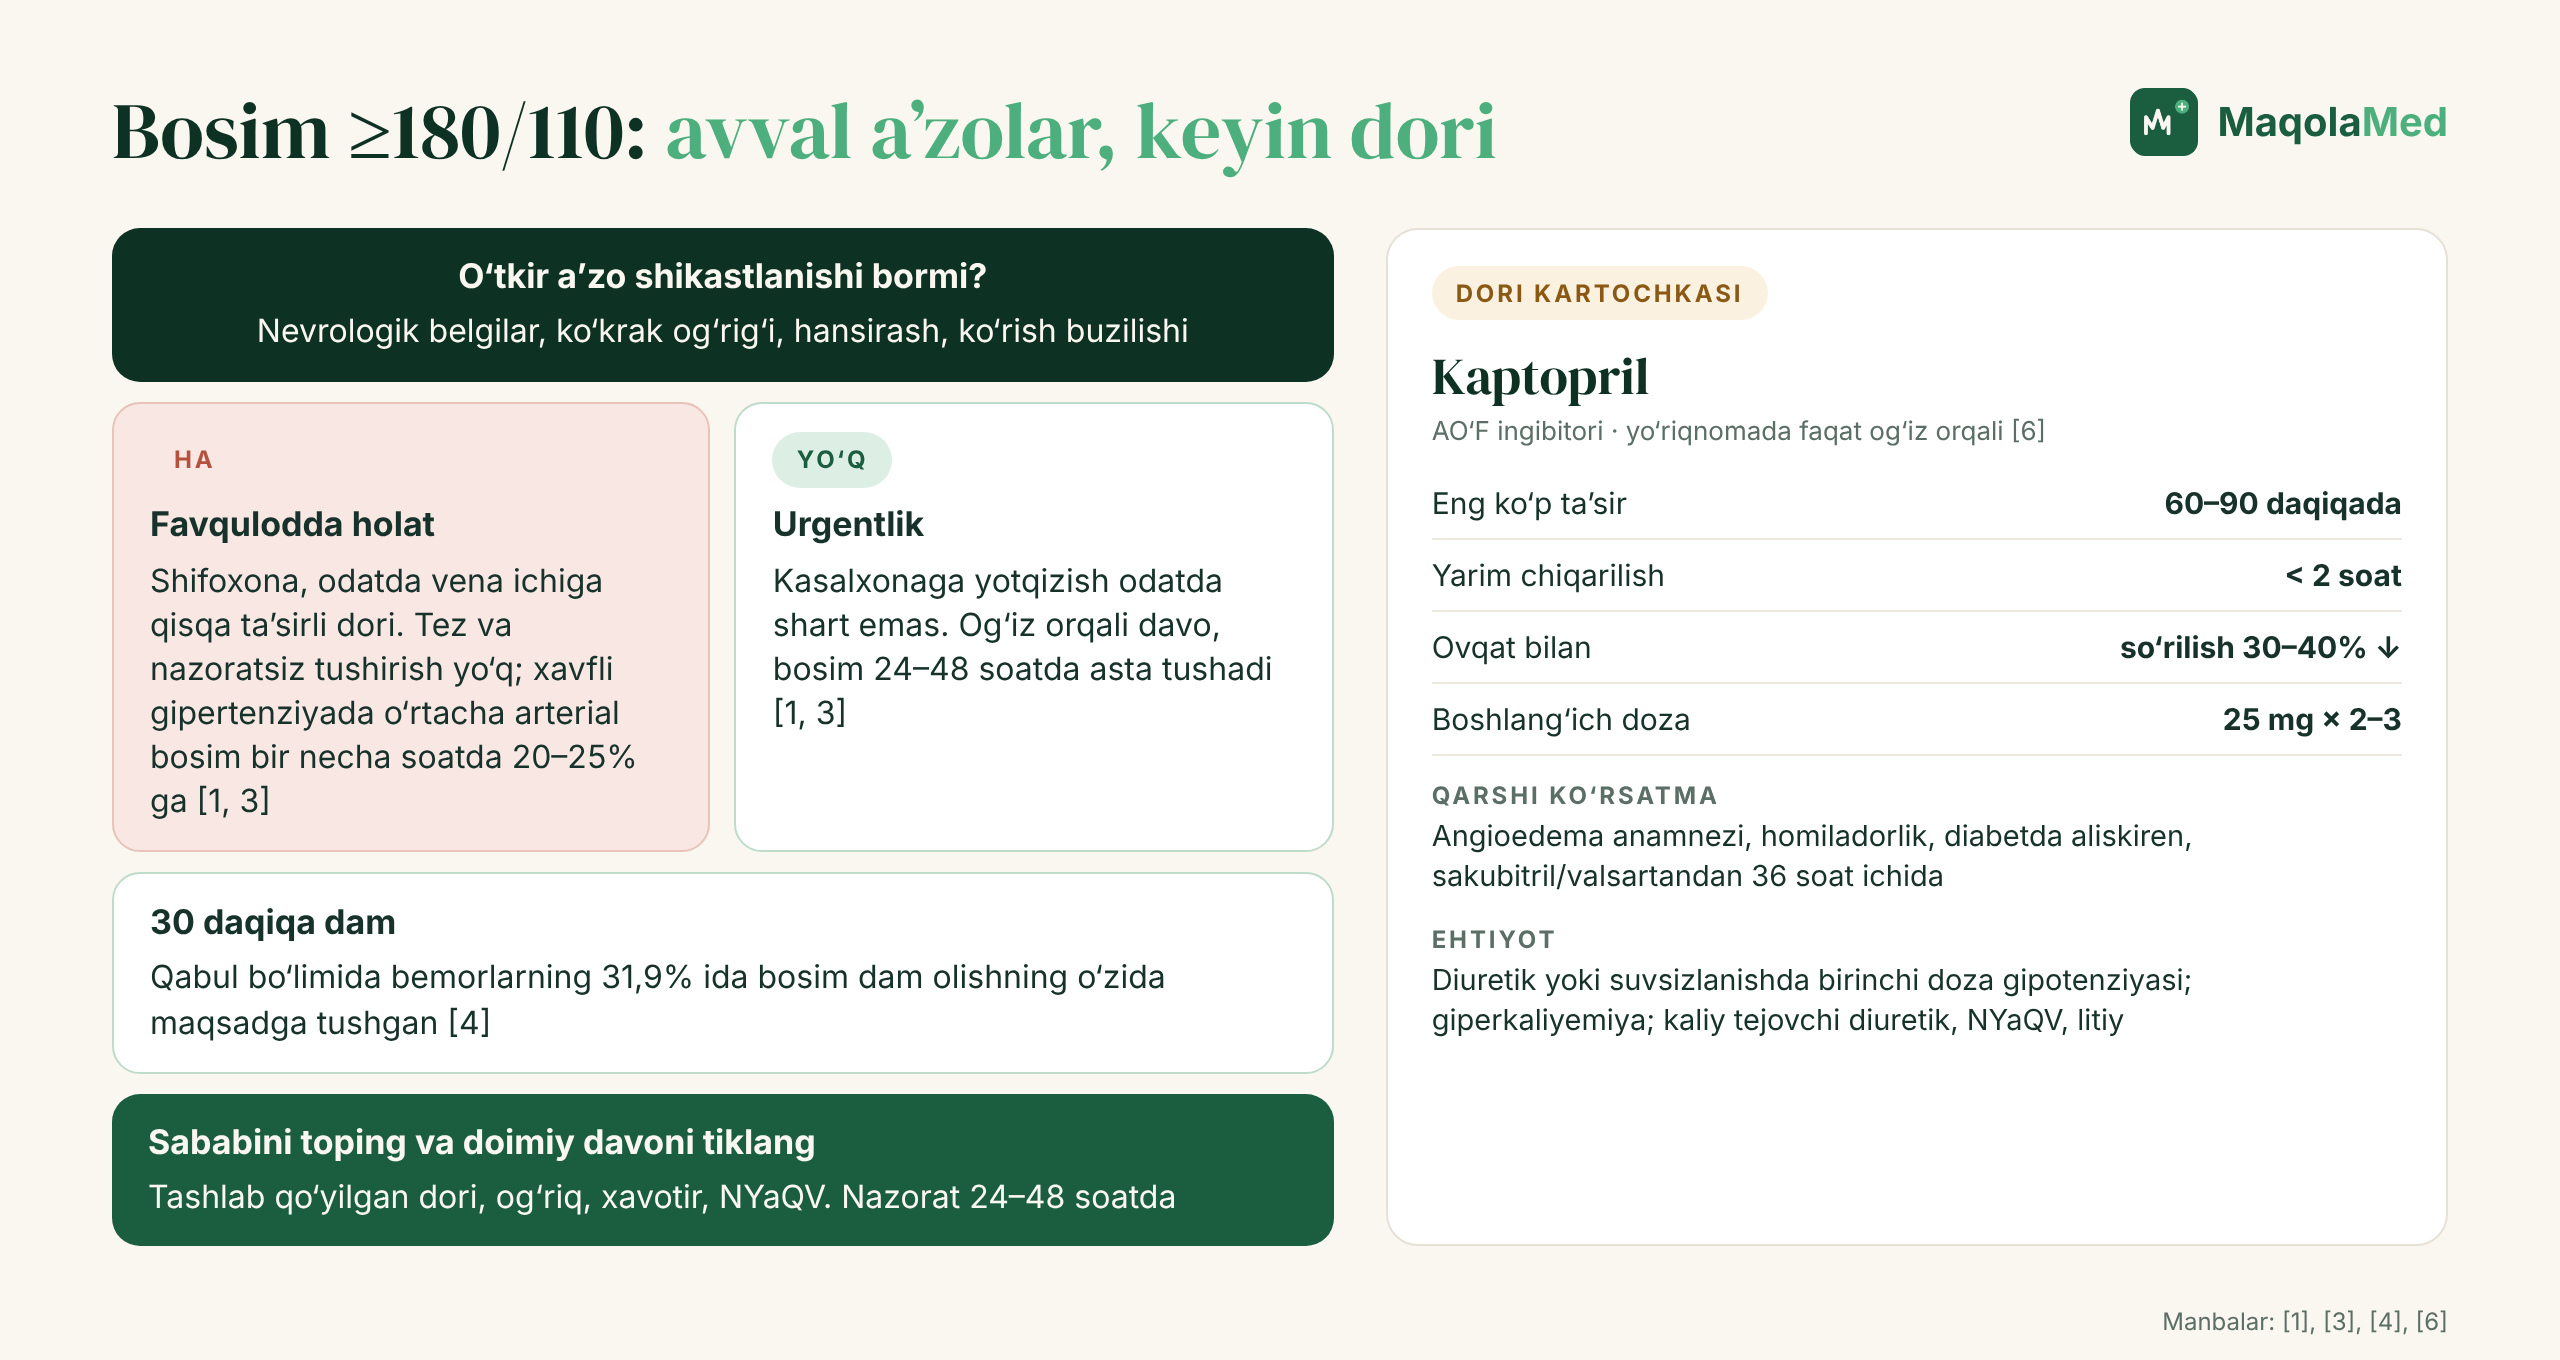 Bosim ≥180/110: avval a’zolar, keyin dori
MaqolaMed
O‘tkir a’zo shikastlanishi bormi?
Nevrologik belgilar, ko‘krak og‘rig‘i, hansirash, ko‘rish buzilishi
HA
Favqulodda holat
Shifoxona, odatda vena ichiga
qisqa ta’sirli dori. Tez va
nazoratsiz tushirish yo‘q; xavfli
gipertenziyada o‘rtacha arterial
bosim bir necha soatda 20–25%
ga [1, 3]
YO‘Q
Urgentlik
Kasalxonaga yotqizish odatda
shart emas. Og‘iz orqali davo,
bosim 24–48 soatda asta tushadi
[1, 3]
30 daqiqa dam
Qabul bo‘limida bemorlarning 31,9% ida bosim dam olishning o‘zida
maqsadga tushgan [4]
Sababini toping va doimiy davoni tiklang
Tashlab qo‘yilgan dori, og‘riq, xavotir, NYaQV. Nazorat 24–48 soatda
DORI KARTOCHKASI
Kaptopril
AO‘F ingibitori · yo‘riqnomada faqat og‘iz orqali [6]
Eng ko‘p ta’sir 60–90 daqiqada
Yarim chiqarilish < 2 soat
Ovqat bilan so‘rilish 30–40% ↓
Boshlang‘ich doza 25 mg × 2–3
QARSHI KO‘RSATMA
Angioedema anamnezi, homiladorlik, diabetda aliskiren,
sakubitril/valsartandan 36 soat ichida
EHTIYOT
Diuretik yoki suvsizlanishda birinchi doza gipotenziyasi;
giperkaliyemiya; kaliy tejovchi diuretik, NYaQV, litiy
Manbalar: [1], [3], [4], [6]